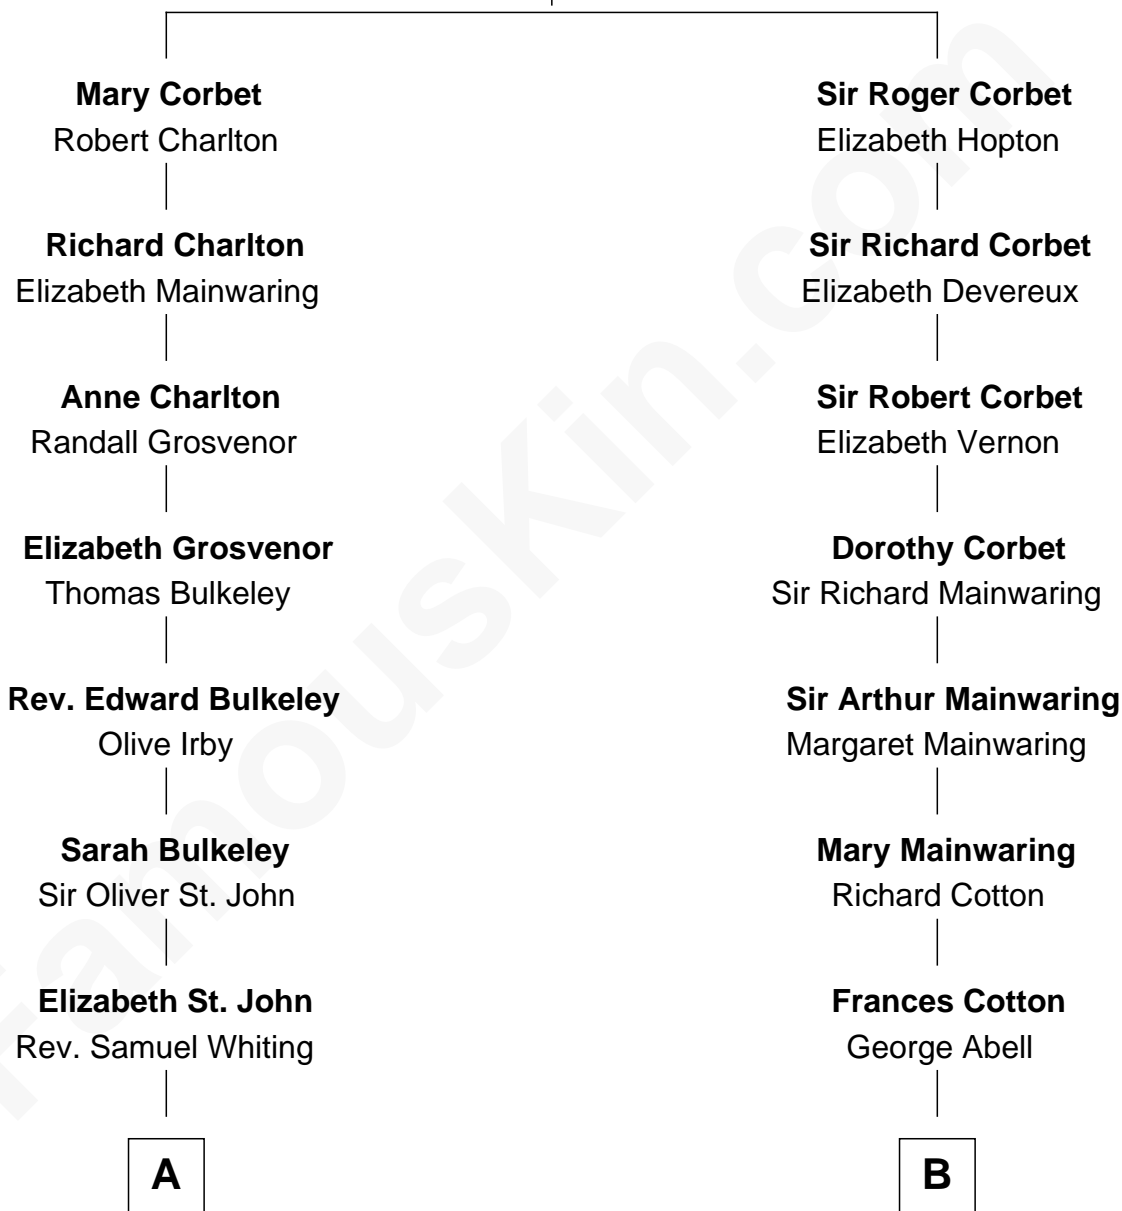 Mary Corbet
Robert Charlton
Richard Charlton
Elizabeth Mainwaring
Anne Charlton
Randall Grosvenor
Elizabeth Grosvenor
Thomas Bulkeley
Rev. Edward Bulkeley
Olive Irby
Sarah Bulkeley
Sir Oliver St. John
Elizabeth St. John
Rev. Samuel Whiting
A
Sir Roger Corbet
Elizabeth Hopton
Sir Richard Corbet
Elizabeth Devereux
Sir Robert Corbet
Elizabeth Vernon
Dorothy Corbet
Sir Richard Mainwaring
Sir Arthur Mainwaring
Margaret Mainwaring
Mary Mainwaring
Richard Cotton
Frances Cotton
George Abell
B
FamousKin.com